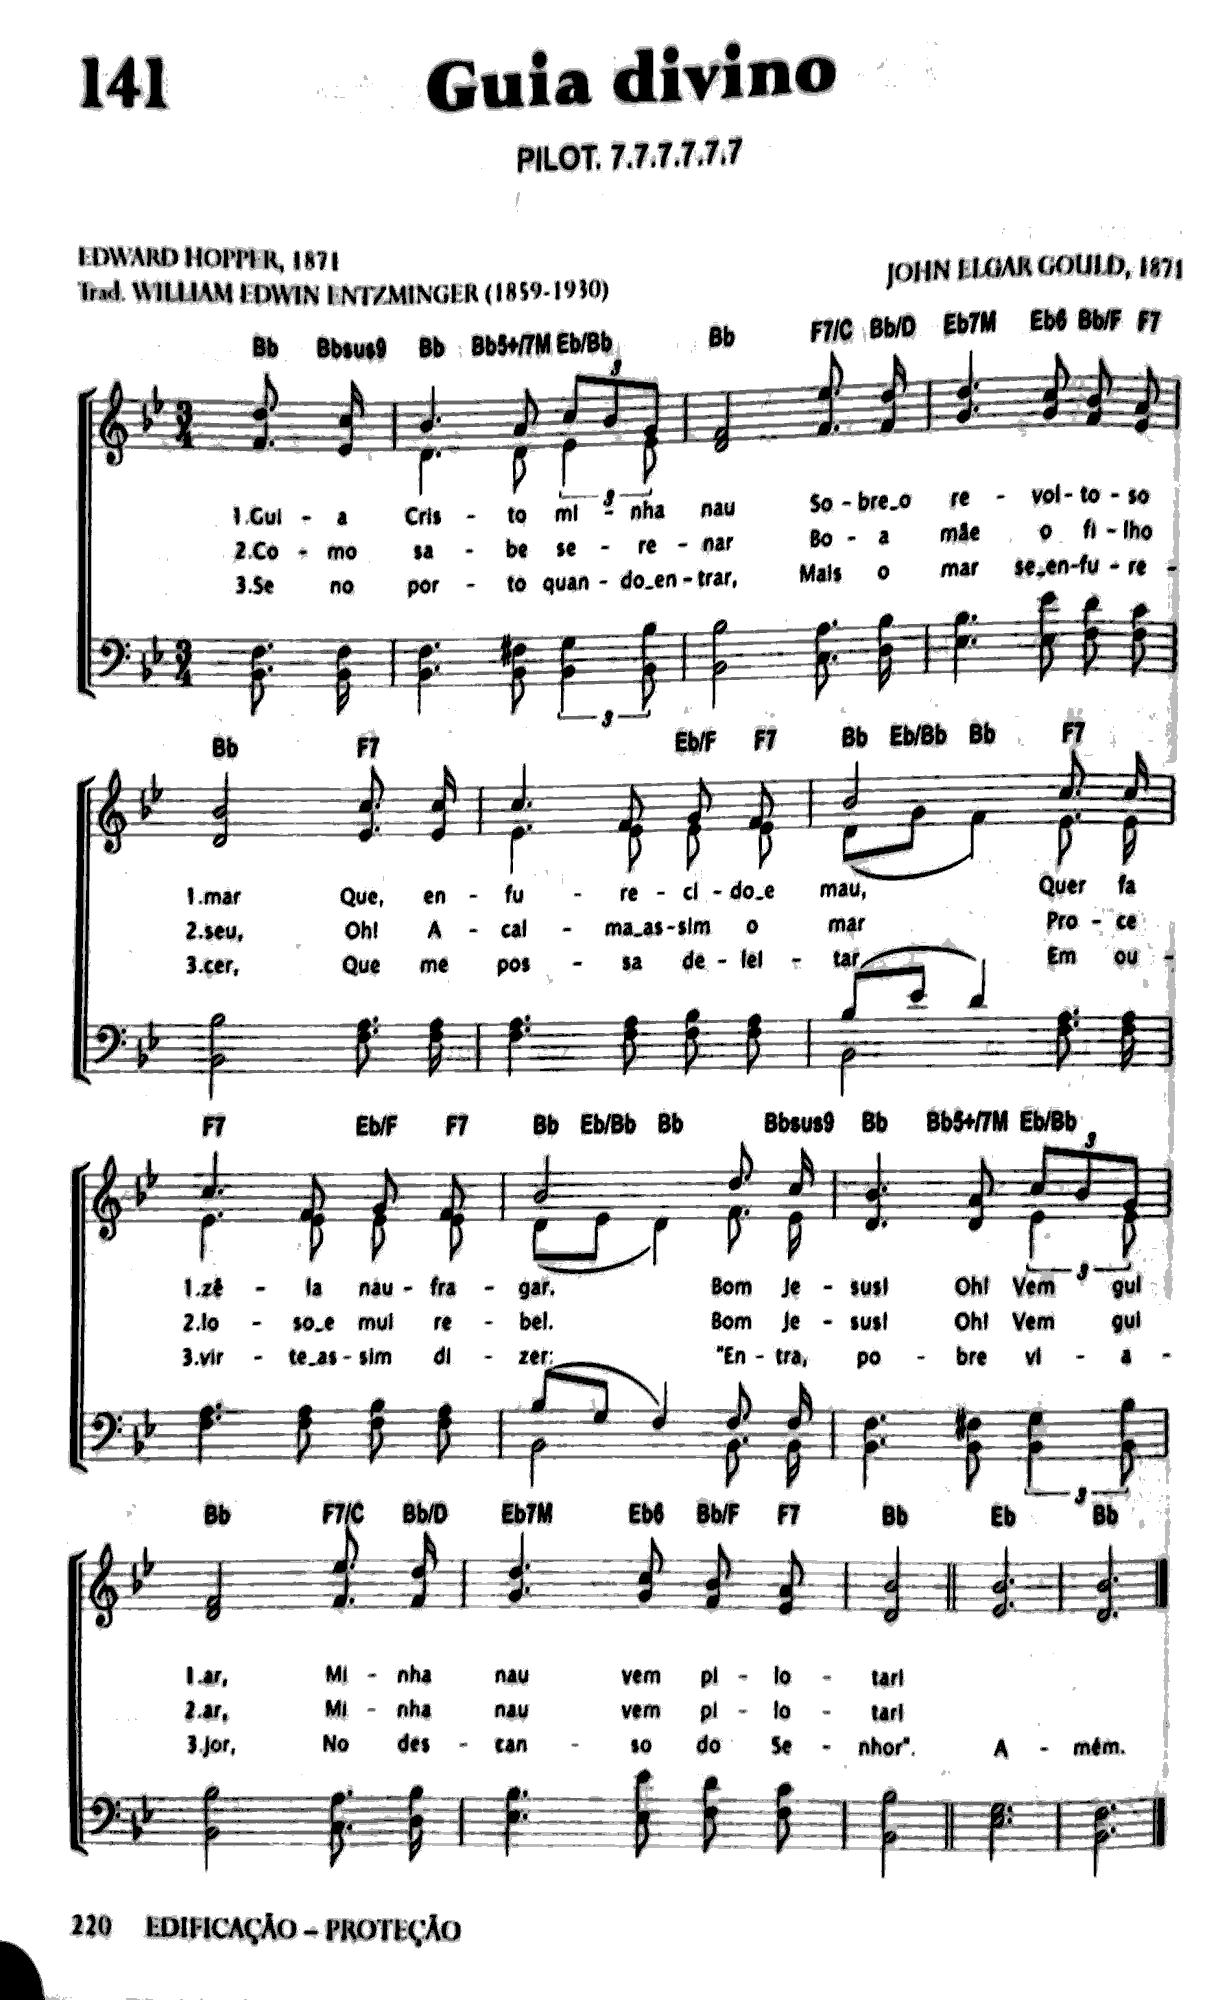 141
Guia divino
PILOT. 7.7.7.7.7.7
EDWARD HOPPER, 1871
Trad. WILLIAM EDWIN ENTZMINGER (1859-1930)
JOHN ELGAR GOULD, 1871
Bb Bbsus9 Bb Bb5+/7M Eb/Bb Bb F7/C Bb/D Eb7M Eb6 Bb/F F7
3
3
1.Gui - a Cris - to mi - nha nau So - bre_o re - vol - to - so
2.Co - mo sa - be se - re - nar Bo - a mãe o fi - lho
3.Se no por - to quan - do_en - trar, Mais o mar se_en - fu - re -
3
Bb F7 Eb/F F7 Bb Eb/Bb Bb F7
1.mar Que, en - fu - re - ci - do_e mau, Quer fa
2.seu, Oh! A - cal - ma_as - sim o mar Pro - ce
3.cer, Que me pos - sa de - lei - tar Em ou -
F7 Eb/F F7 Bb Eb/Bb Bb Bbsus9 Bb Bb5+/7M Eb/Bb
3
3
1.zê - la nau - fra - gar. Bom Je - sus! Oh! Vem gui
2.lo - so_e mui re - bel. Bom Je - sus! Oh! Vem gui
3.vir - te_as - sim di - zer: "En - tra, po - bre vi - a -
3
Bb F7/C Bb/D Eb7M Eb6 Bb/F F7 Bb Eb Bb
1.ar, Mi - nha nau vem pi - lo - tar!
2.ar, Mi - nha nau vem pi - lo - tar!
3.jor, No des - can - so do Se - nhor". A - mém.
220 EDIFICAÇÃO – PROTEÇÃO